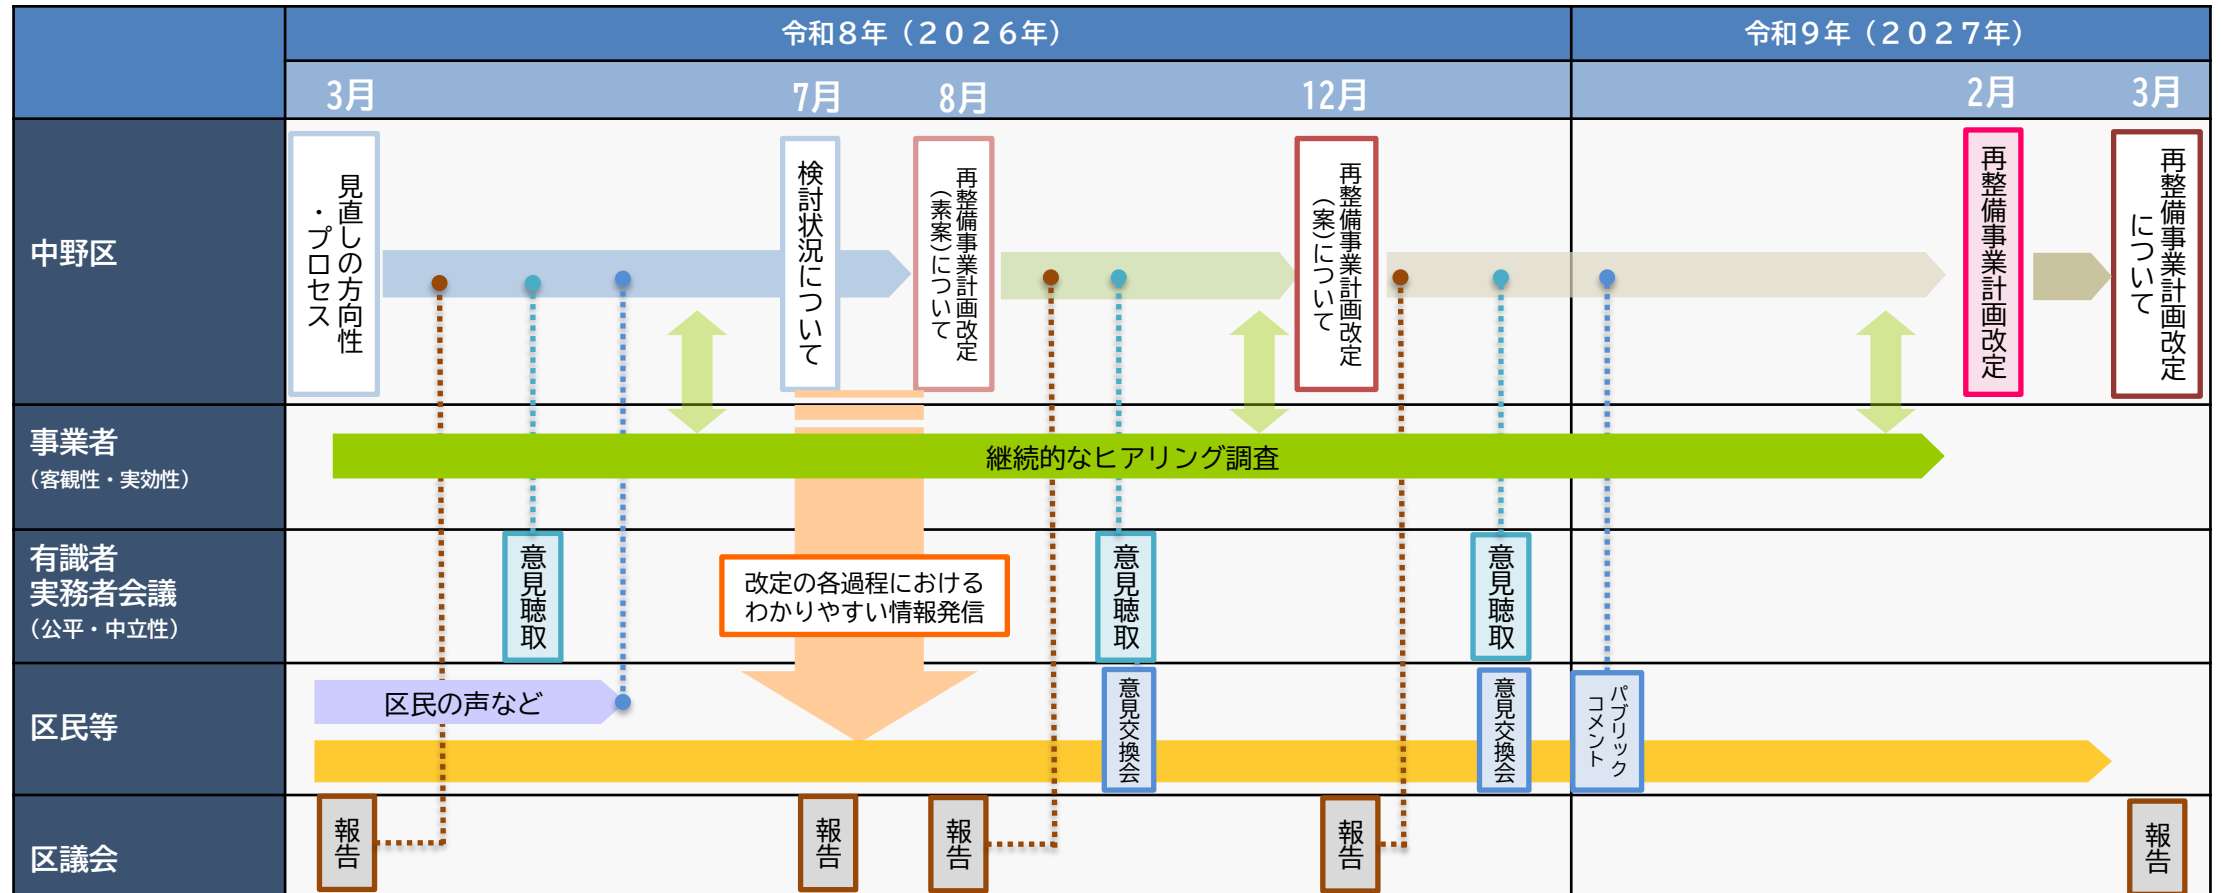 令和８年（２０２６年）
令和９年（２０２７年）
3月
7月
8月
12月
2月
3月
中野区
見直しの方向性
・プロセス
検討状況について
再整備事業計画改定
（素案）について
再整備事業計画改定
（案）について
再整備事業計画改定
再整備事業計画改定
について
事業者
（客観性・実効性）
継続的なヒアリング調査
有識者
実務者会議
（公平・中立性）
意見聴取
改定の各過程における
わかりやすい情報発信
意見聴取
意見聴取
区民等
区民の声など
意見交換会
意見交換会
パブリック
コメント
区議会
報告
報告
報告
報告
報告